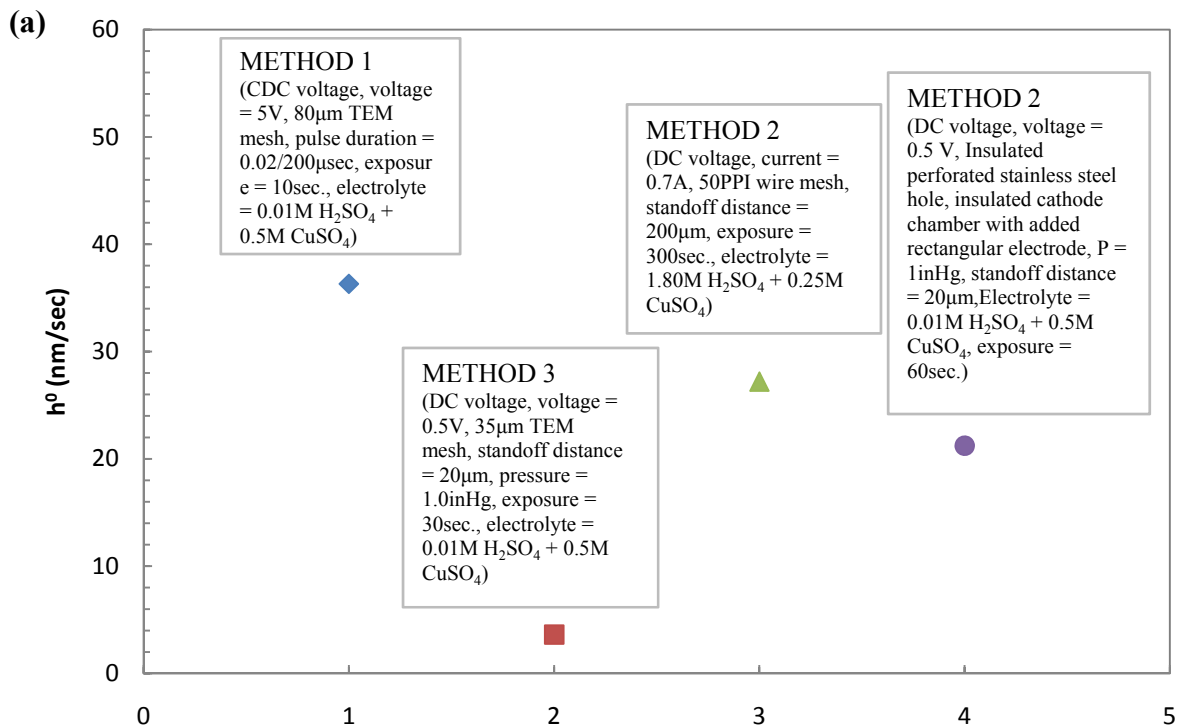 (a)
60
50
40
30
20
10
0
h⁰ (nm/sec)
METHOD 1
(CDC voltage, voltage
= 5V, 80μm TEM
mesh, pulse duration =
0.02/200μsec, exposur
e = 10sec., electrolyte
= 0.01M H₂SO₄ +
0.5M CuSO₄)
METHOD 3
(DC voltage, voltage =
0.5V, 35μm TEM
mesh, standoff distance
= 20μm, pressure =
1.0inHg, exposure =
30sec., electrolyte =
0.01M H₂SO₄ + 0.5M
CuSO₄)
METHOD 2
(DC voltage, current =
0.7A, 50PPI wire mesh,
standoff distance =
200μm, exposure =
300sec., electrolyte =
1.80M H₂SO₄ + 0.25M
CuSO₄)
METHOD 2
(DC voltage, voltage =
0.5 V, Insulated
perforated stainless steel
hole, insulated cathode
chamber with added
rectangular electrode, P =
1inHg, standoff distance
= 20μm,Electrolyte =
0.01M H₂SO₄ + 0.5M
CuSO₄, exposure =
60sec.)
0 1 2 3 4 5